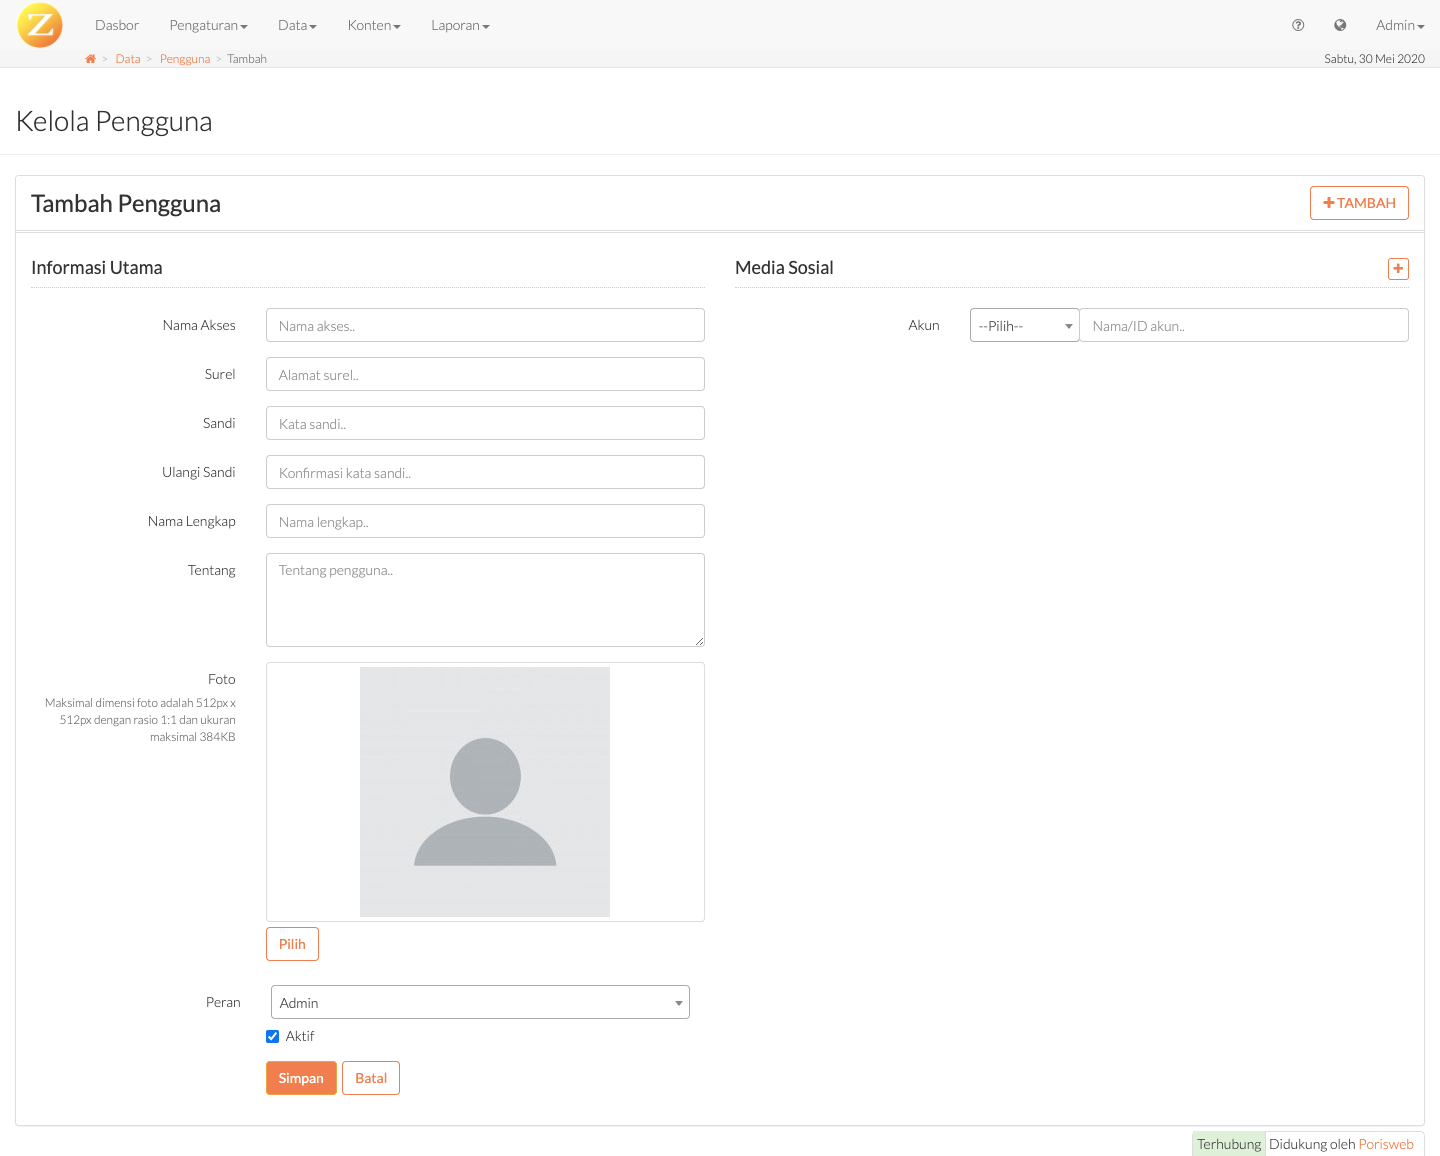 Z Dasbor Pengaturan Data Konten Laporan Admin
> Data > Pengguna > Tambah Sabtu, 30 Mei 2020
Kelola Pengguna
Tambah Pengguna TAMBAH
Informasi Utama
Nama Akses Nama akses..
Surel Alamat surel..
Sandi Kata sandi..
Ulangi Sandi Konfirmasi kata sandi..
Nama Lengkap Nama lengkap..
Tentang Tentang pengguna..
Foto
Maksimal dimensi foto adalah 512px x
512px dengan rasio 1:1 dan ukuran
maksimal 384KB
Pilih
Peran Admin
Aktif
Simpan Batal
Media Sosial
Akun --Pilih-- Nama/ID akun..
Terhubung Didukung oleh Porisweb